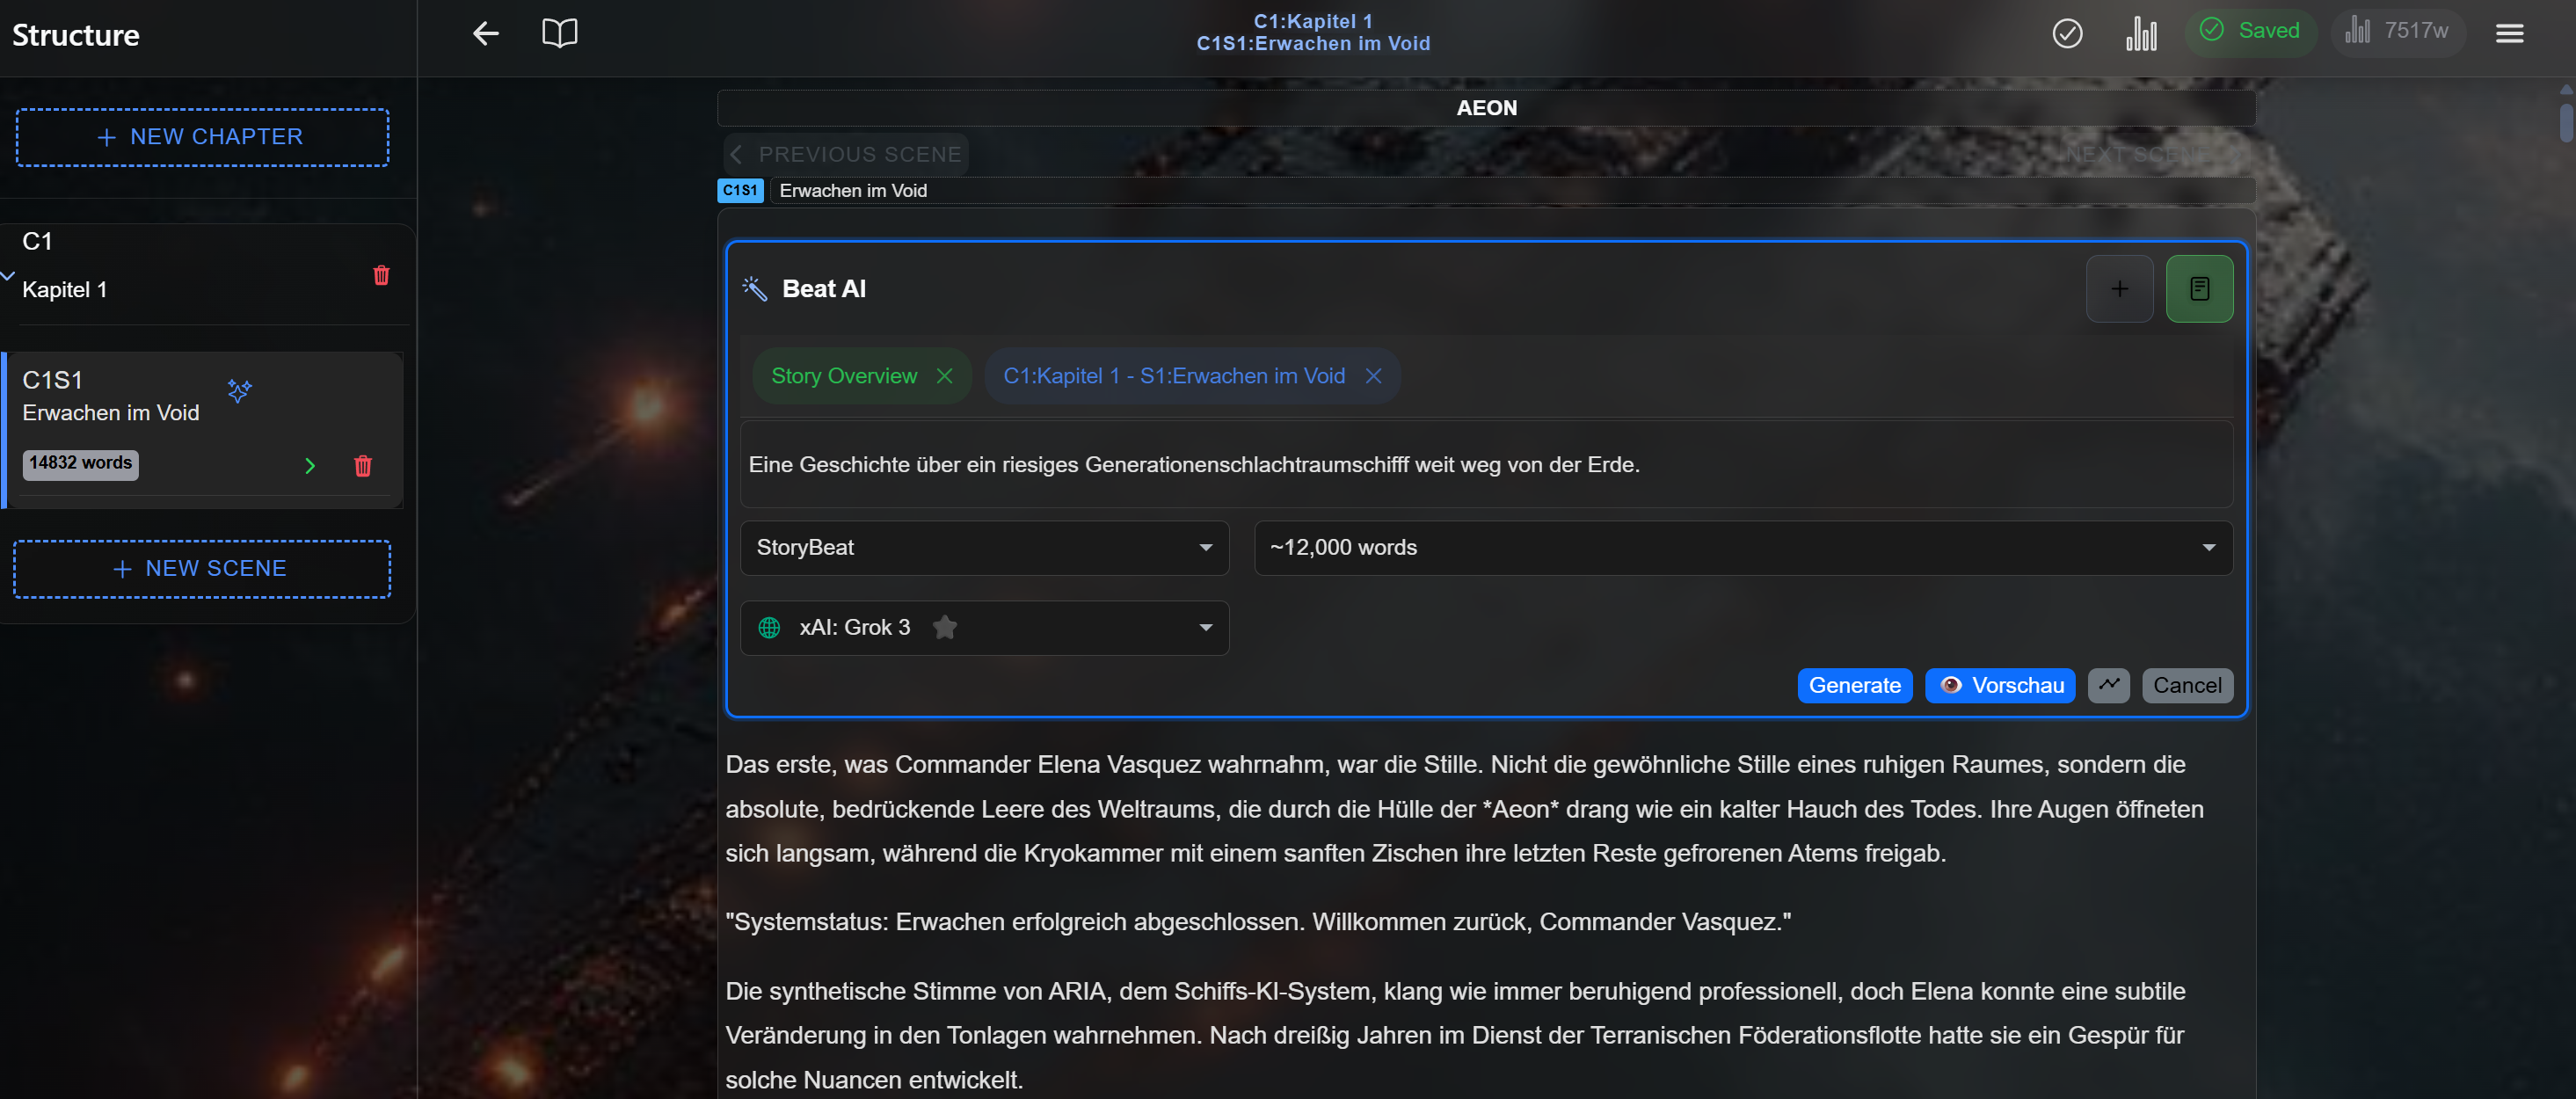 Structure
C1:Kapitel 1
C1S1:Erwachen im Void
Saved
7517w
+ NEW CHAPTER
C1
Kapitel 1
C1S1
Erwachen im Void
14832 words
+ NEW SCENE
AEON
PREVIOUS SCENE
NEXT SCENE
C1S1 Erwachen im Void
Beat AI
Story Overview
C1:Kapitel 1 - S1:Erwachen im Void
Eine Geschichte über ein riesiges Generationenschlachtraumschifff weit weg von der Erde.
StoryBeat
~12,000 words
xAI: Grok 3
Generate
Vorschau
Cancel
Das erste, was Commander Elena Vasquez wahrnahm, war die Stille. Nicht die gewöhnliche Stille eines ruhigen Raumes, sondern die
absolute, bedrückende Leere des Weltraums, die durch die Hülle der *Aeon* drang wie ein kalter Hauch des Todes. Ihre Augen öffneten
sich langsam, während die Kryokammer mit einem sanften Zischen ihre letzten Reste gefrorenen Atems freigab.
"Systemstatus: Erwachen erfolgreich abgeschlossen. Willkommen zurück, Commander Vasquez."
Die synthetische Stimme von ARIA, dem Schiffs-KI-System, klang wie immer beruhigend professionell, doch Elena konnte eine subtile
Veränderung in den Tonlagen wahrnehmen. Nach dreißig Jahren im Dienst der Terranischen Föderationsflotte hatte sie ein Gespür für
solche Nuancen entwickelt.